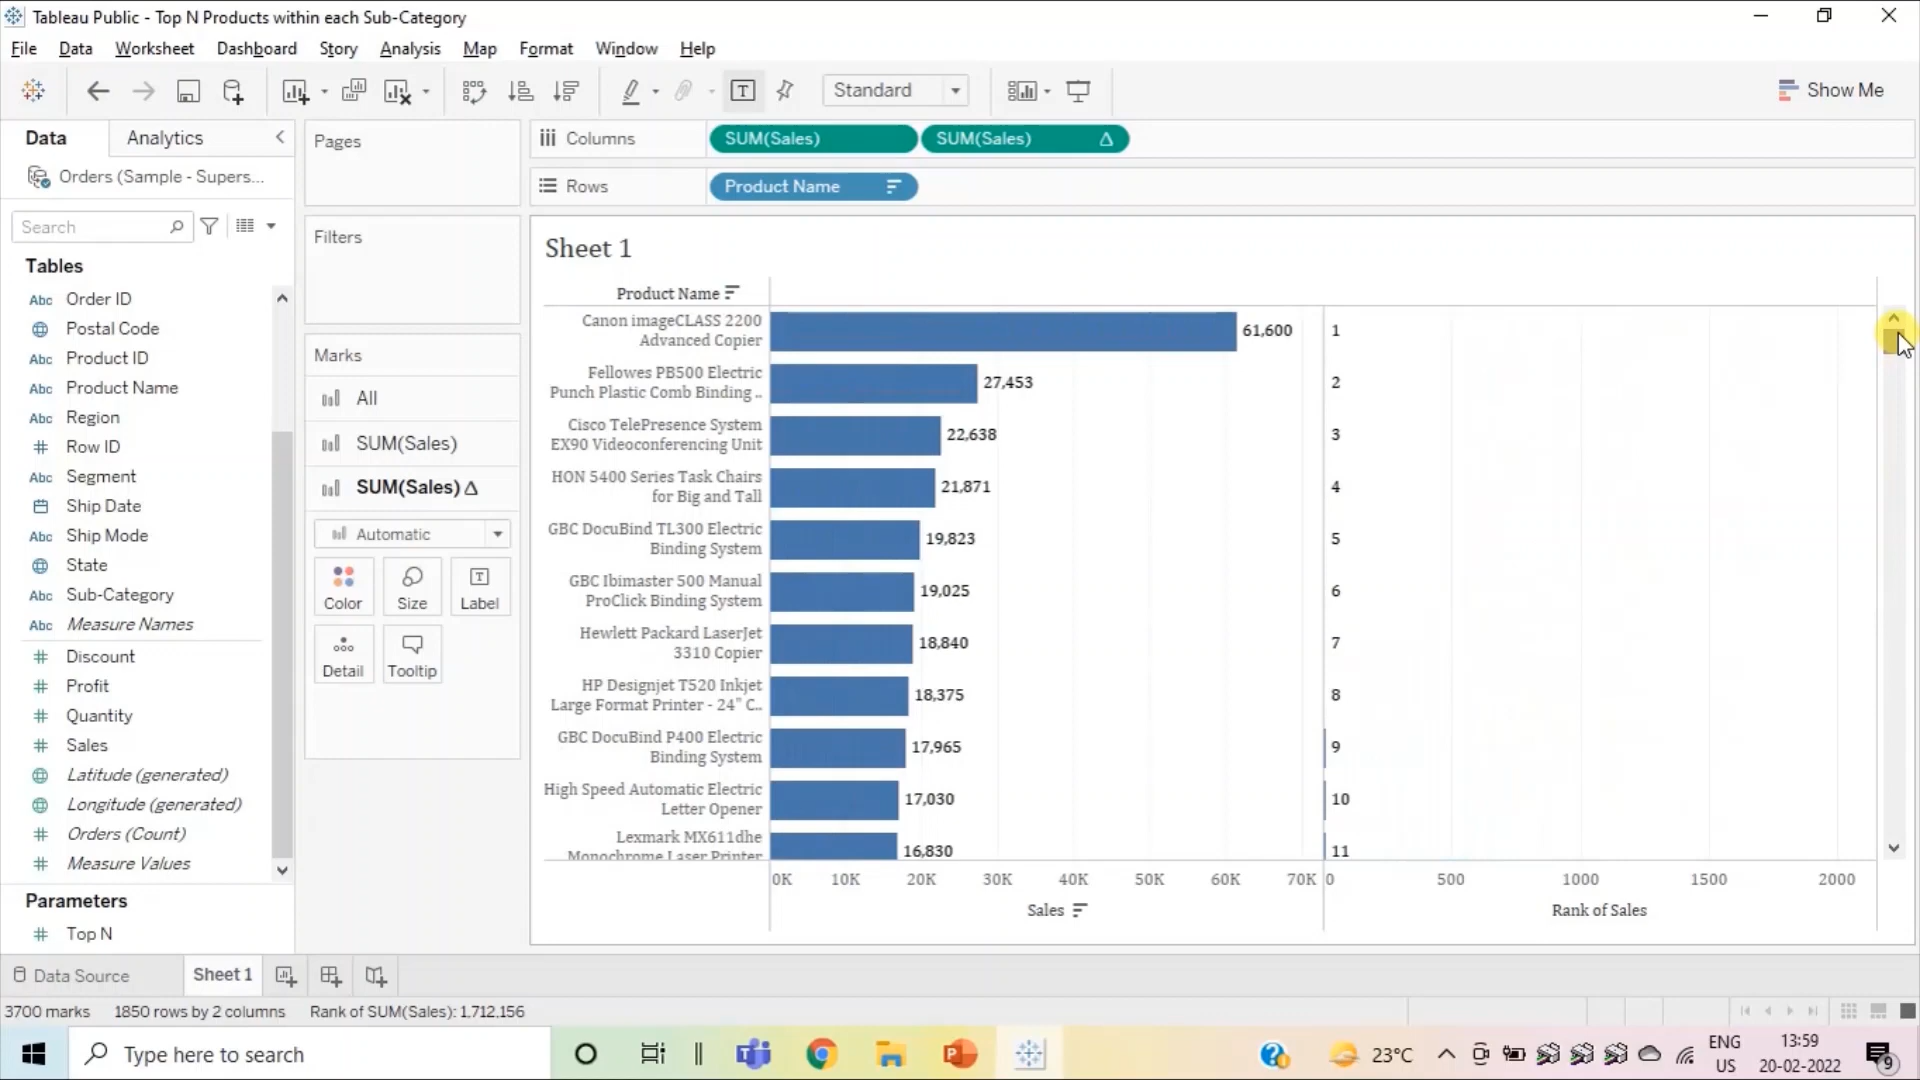 Tableau Public - Top N Products within each Sub-Category
File Data Worksheet Dashboard Story Analysis Map Format Window Help
Standard
Show Me
Data Analytics
Orders (Sample - Supers...
Search
Tables
Abc Order ID
Postal Code
Abc Product ID
Abc Product Name
Abc Region
# Row ID
Abc Segment
Ship Date
Abc Ship Mode
State
Abc Sub-Category
Abc Measure Names
# Discount
# Profit
# Quantity
# Sales
Latitude (generated)
Longitude (generated)
# Orders (Count)
# Measure Values
Parameters
# Top N
Pages
Filters
Marks
All
SUM(Sales)
SUM(Sales) Δ
Automatic
Color Size Label
Detail Tooltip
Columns SUM(Sales) SUM(Sales) Δ
Rows Product Name
Sheet 1
Product Name
Canon imageCLASS 2200
Advanced Copier
61,600 1
Fellowes PB500 Electric
Punch Plastic Comb Binding ..
27,453 2
Cisco TelePresence System
EX90 Videoconferencing Unit
22,638 3
HON 5400 Series Task Chairs
for Big and Tall
21,871 4
GBC DocuBind TL300 Electric
Binding System
19,823 5
GBC Ibimaster 500 Manual
ProClick Binding System
19,025 6
Hewlett Packard LaserJet
3310 Copier
18,840 7
HP Designjet T520 Inkjet
Large Format Printer - 24" C..
18,375 8
GBC DocuBind P400 Electric
Binding System
17,965 9
High Speed Automatic Electric
Letter Opener
17,030 10
Lexmark MX611dhe
Monochrome Laser Printer
16,830 11
0K 10K 20K 30K 40K 50K 60K 70K 0 500 1000 1500 2000
Sales Rank of Sales
Data Source Sheet 1
3700 marks 1850 rows by 2 columns Rank of SUM(Sales): 1,712,156
Type here to search
23°C
ENG
US
13:59
20-02-2022
9